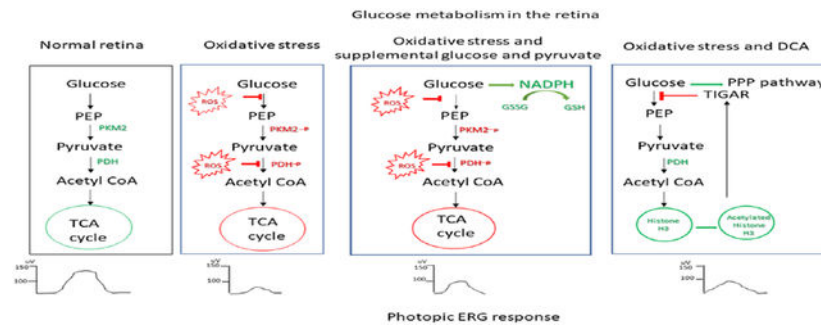 Glucose metabolism in the retina
Normal retina
Glucose
PEP
PKM2
Pyruvate
PDH
Acetyl CoA
TCA
cycle
uV
150
100
Oxidative stress
Glucose
ROS
PEP
PKM2-P
Pyruvate
ROS
PDH-P
Acetyl CoA
TCA
cycle
uV
150
100
Oxidative stress and
supplemental glucose and pyruvate
Glucose
NADPH
ROS
GSSG
GSH
PEP
PKM2-P
Pyruvate
ROS
PDH-P
Acetyl CoA
TCA
cycle
uV
150
100
Oxidative stress and DCA
Glucose
PPP pathway
TIGAR
PEP
Pyruvate
PDH
Acetyl CoA
Histone
H3
Acetylated
Histone
H3
uV
150
100
Photopic ERG response